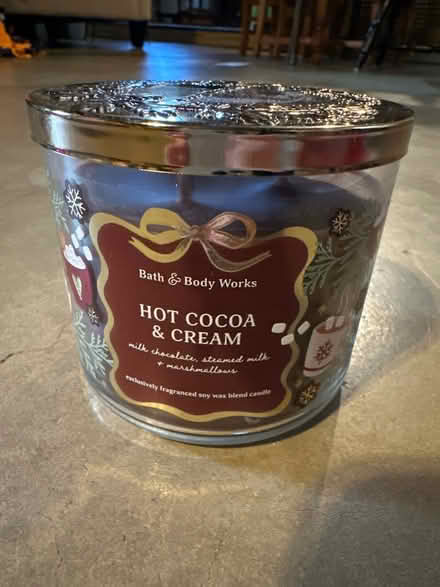 Bath & Body Works
HOT COCOA
& CREAM
milk chocolate, steamed milk
+ marshmallows
exclusively fragranced soy wax blend candle